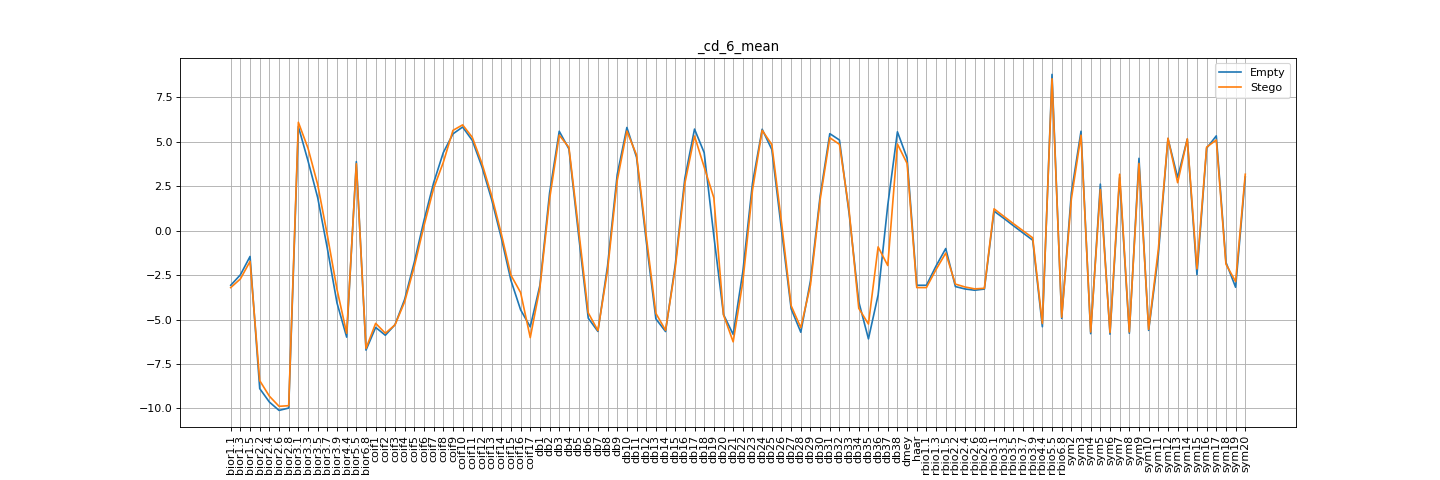 _cd_6_mean
Empty
Stego
7.5
5.0
2.5
0.0
−2.5
−5.0
−7.5
−10.0
bior1.1
bior1.3
bior1.5
bior2.2
bior2.4
bior2.6
bior2.8
bior3.1
bior3.3
bior3.5
bior3.7
bior3.9
bior4.4
bior5.5
bior6.8
coif1
coif2
coif3
coif4
coif5
coif6
coif7
coif8
coif9
coif10
coif11
coif12
coif13
coif14
coif15
coif16
coif17
db1
db2
db3
db4
db5
db6
db7
db8
db9
db10
db11
db12
db13
db14
db15
db16
db17
db18
db19
db20
db21
db22
db23
db24
db25
db26
db27
db28
db29
db30
db31
db32
db33
db34
db35
db36
db37
db38
dmey
haar
rbio1.1
rbio1.3
rbio1.5
rbio2.2
rbio2.4
rbio2.6
rbio2.8
rbio3.1
rbio3.3
rbio3.5
rbio3.7
rbio3.9
rbio4.4
rbio5.5
rbio6.8
sym2
sym3
sym4
sym5
sym6
sym7
sym8
sym9
sym10
sym11
sym12
sym13
sym14
sym15
sym16
sym17
sym18
sym19
sym20